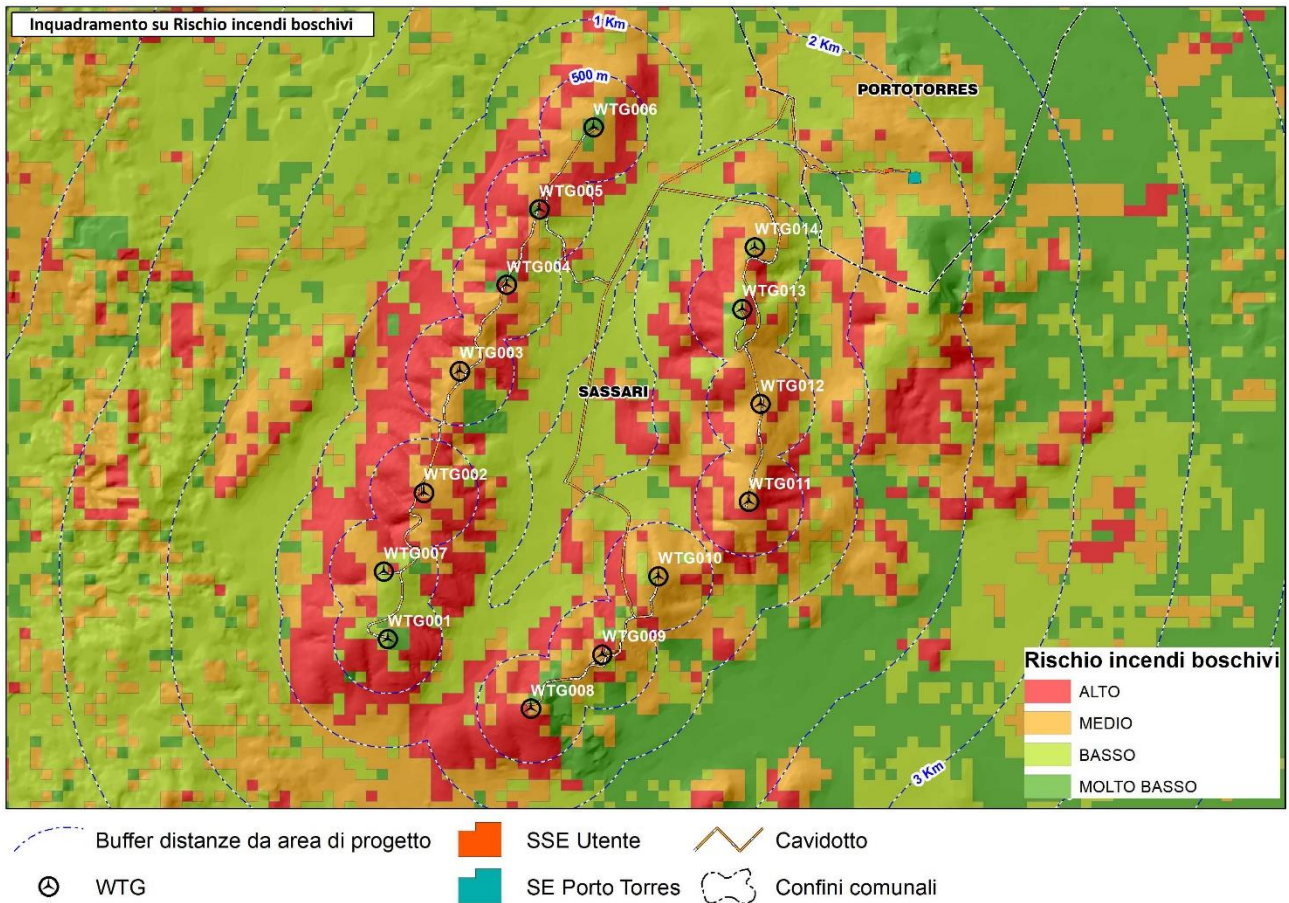 Inquadramento su Rischio incendi boschivi
1 Km
2 Km
500 m
PORTOTORRES
WTG006
WTG005
WTG014
WTG004
WTG013
WTG003
SASSARI
WTG012
WTG002
WTG011
WTG007
WTG010
WTG001
WTG009
WTG008
3 Km
Rischio incendi boschivi
ALTO
MEDIO
BASSO
MOLTO BASSO
Buffer distanze da area di progetto
SSE Utente
Cavidotto
WTG
SE Porto Torres
Confini comunali